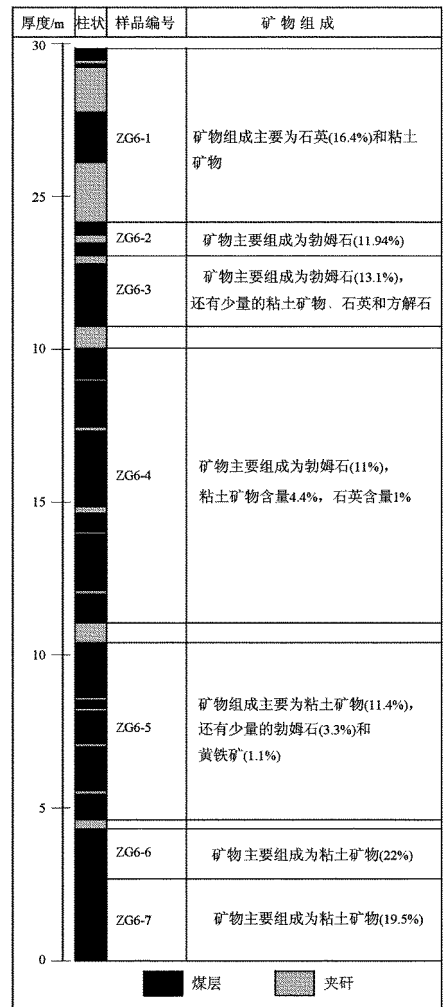 厚度/m 柱状 样品编号 矿物组成
30
ZG6-1 矿物组成主要为石英(16.4%)和粘土
矿物
25
ZG6-2 矿物主要组成为勃姆石(11.94%)
ZG6-3 矿物主要组成为勃姆石(13.1%),
还有少量的粘土矿物、石英和方解石
10
ZG6-4 矿物主要组成为勃姆石(11%),
粘土矿物含量4.4%, 石英含量1%
15
10
ZG6-5 矿物组成主要为粘土矿物(11.4%),
还有少量的勃姆石(3.3%)和
黄铁矿(1.1%)
5
ZG6-6 矿物主要组成为粘土矿物(22%)
ZG6-7 矿物主要组成为粘土矿物(19.5%)
0
煤层 夹矸